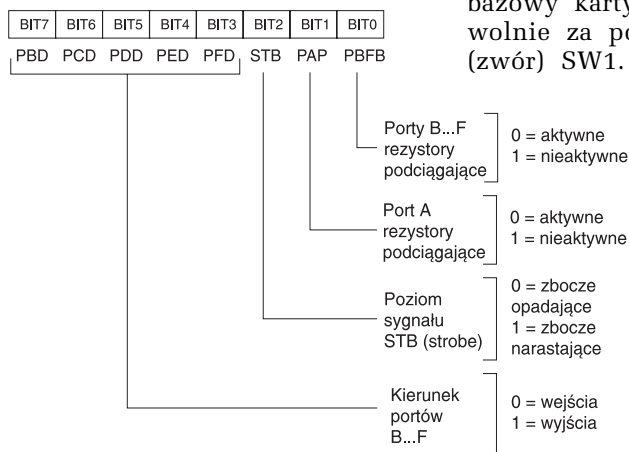 BIT7 BIT6 BIT5 BIT4 BIT3 BIT2 BIT1 BIT0
PBD PCD PDD PED PFD STB PAP PBFB
bazowy karty
wolnie za po
(zwór) SW1.
Porty B...F
rezystory
podciągające
0 = aktywne
1 = nieaktywne
Port A
rezystory
podciągające
0 = aktywne
1 = nieaktywne
Poziom
sygnału
STB (strobe)
0 = zbocze
opadające
1 = zbocze
narastające
Kierunek
portów
B...F
0 = wejścia
1 = wyjścia